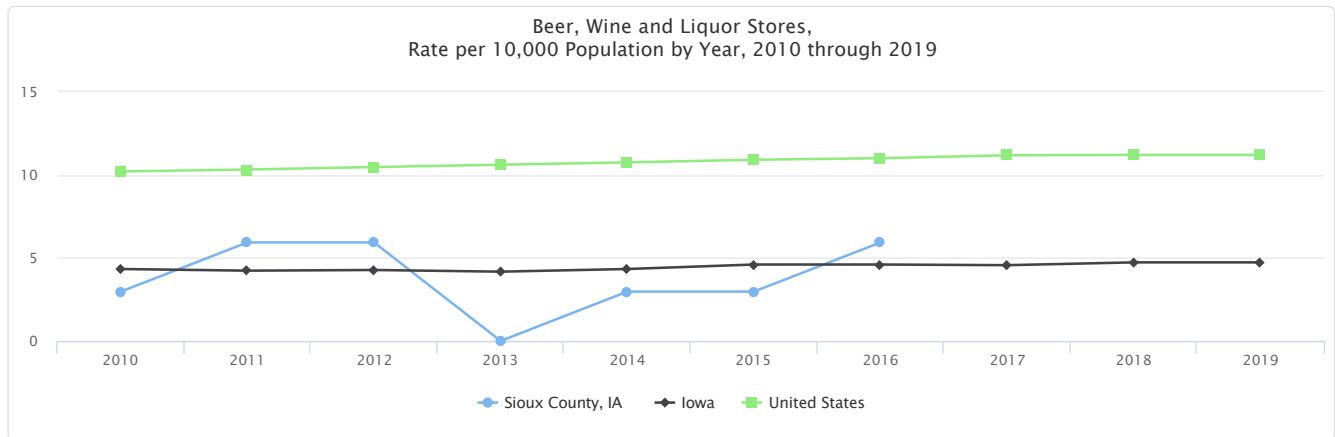 Beer, Wine and Liquor Stores,
Rate per 10,000 Population by Year, 2010 through 2019
15
10
5
0
2010 2011 2012 2013 2014 2015 2016 2017 2018 2019
Sioux County, IA Iowa United States